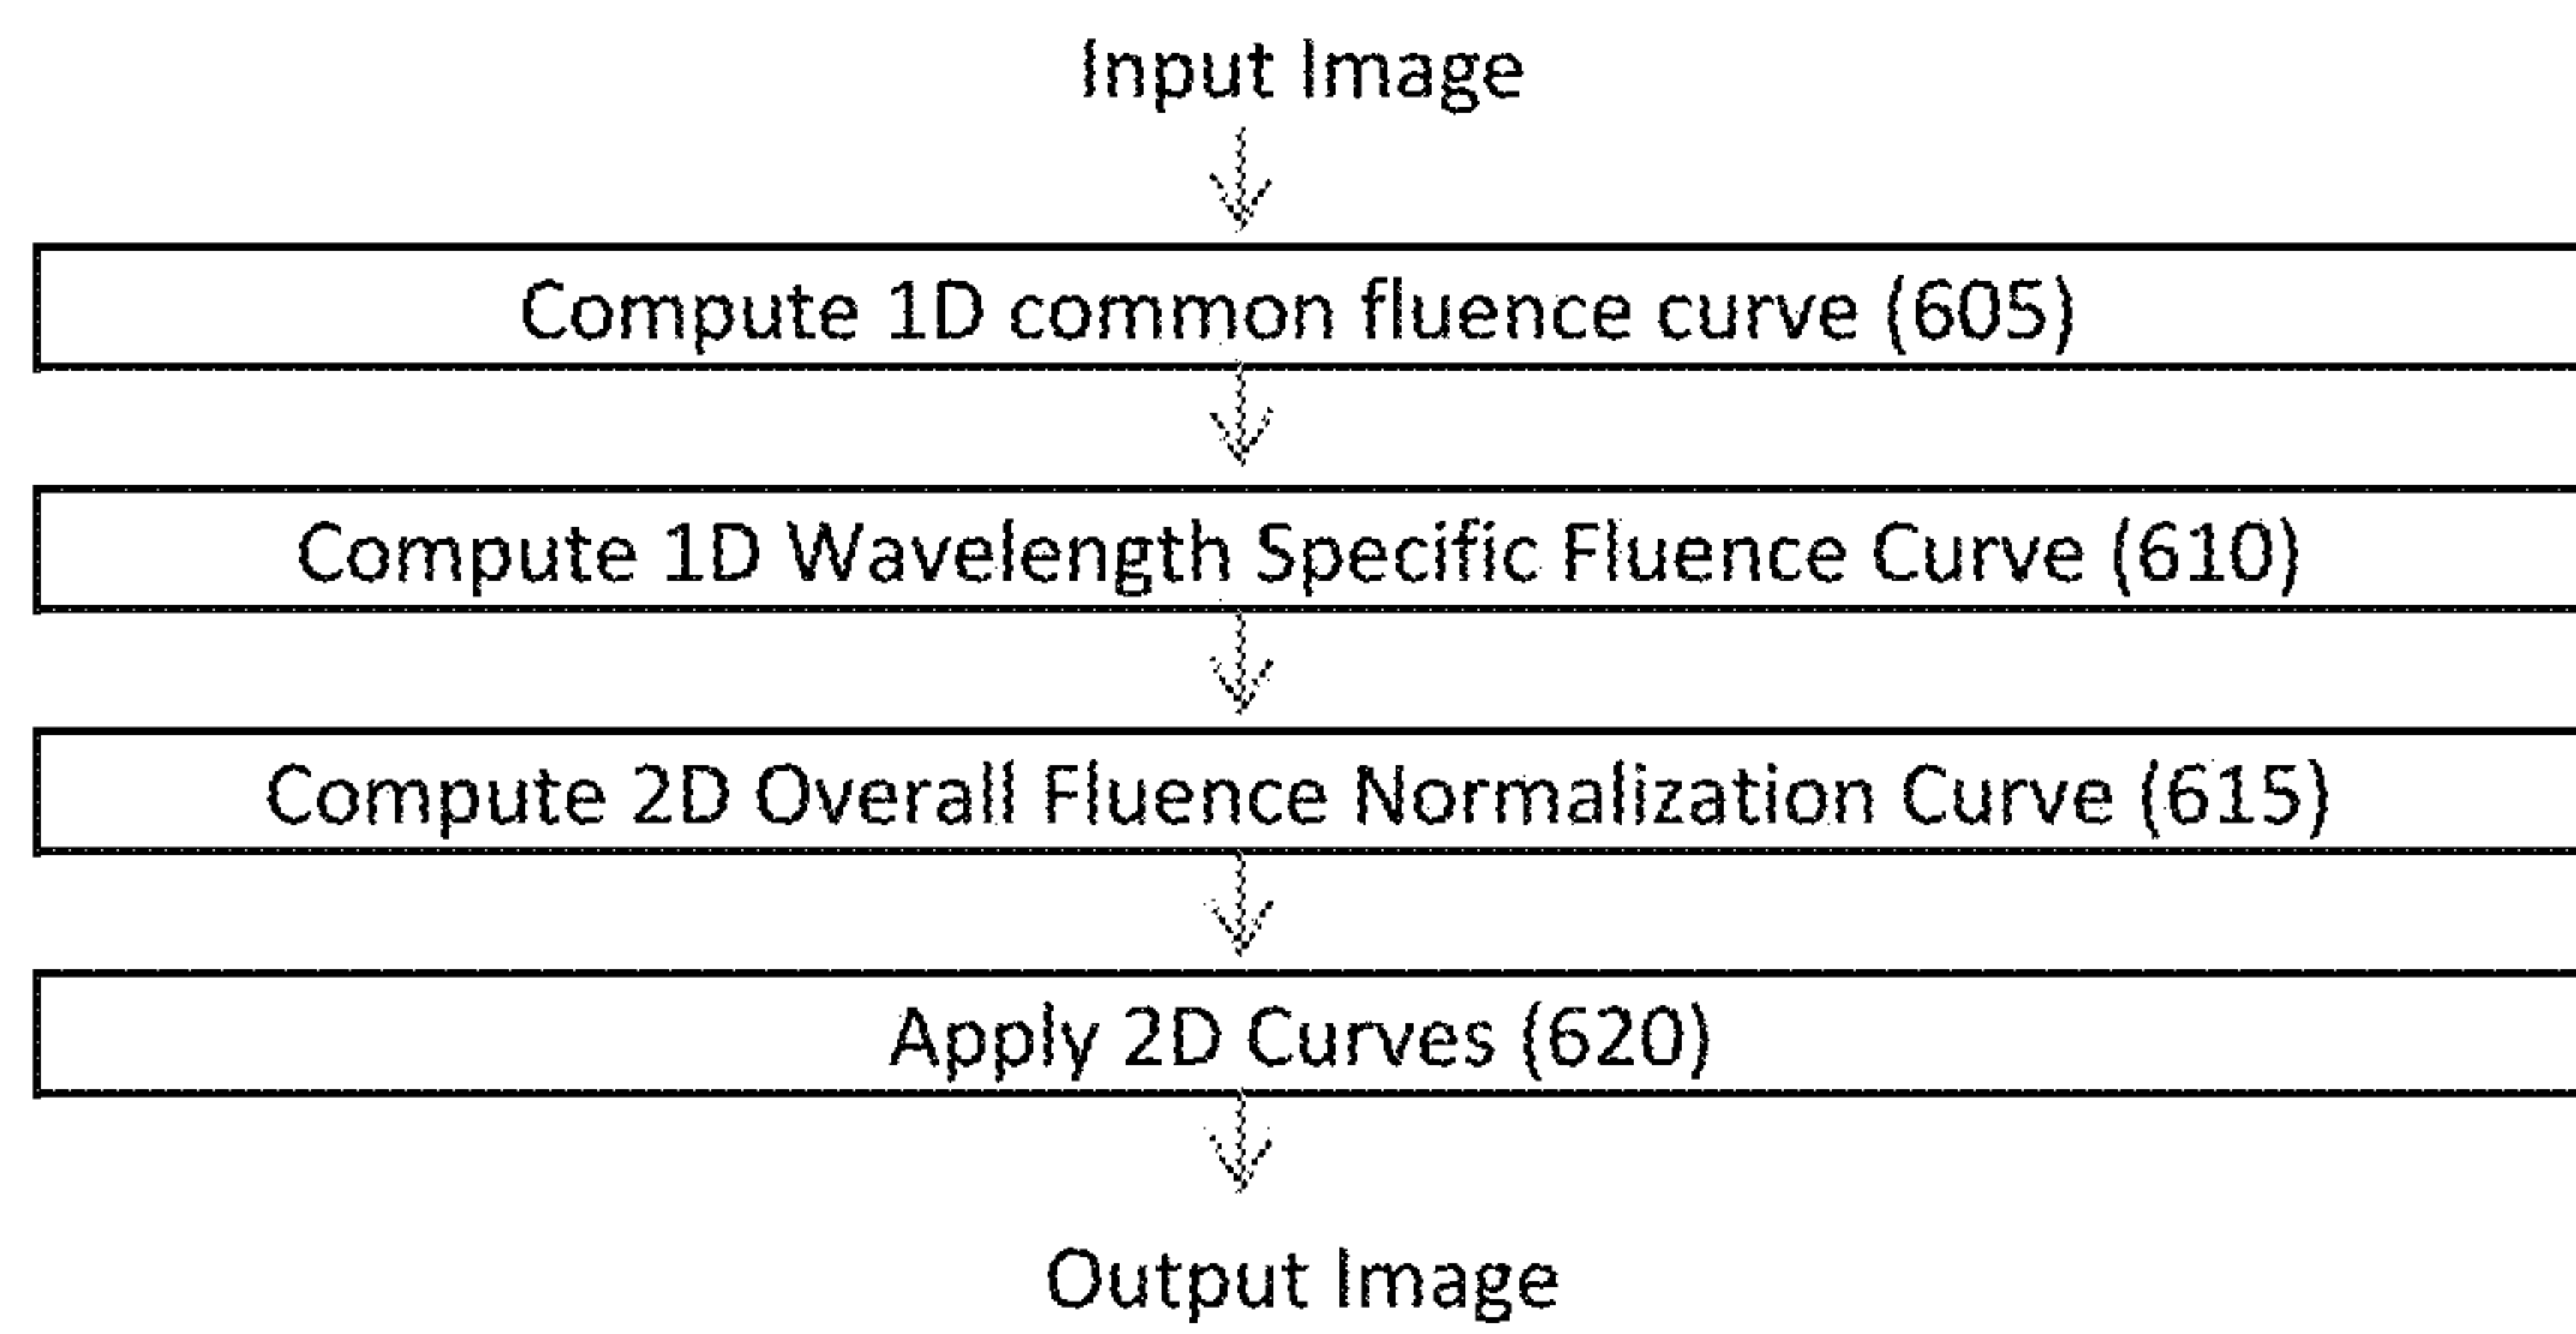 Input Image
Compute 1D common fluence curve (605)
Compute 1D Wavelength Specific Fluence Curve (610)
Compute 2D Overall Fluence Normalization Curve (615)
Apply 2D Curves (620)
Output Image